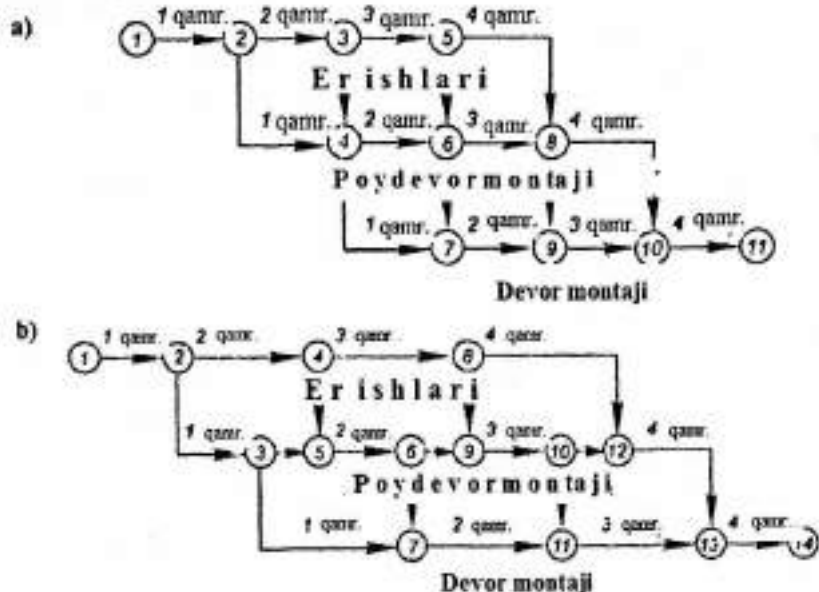 a)
1 qamr. 2 qamr. 3 qamr. 4 qamr.
1 2 3 5
Er ishlari
1 qamr. 2 qamr. 3 qamr. 4 qamr.
4 6 8
Poydevormontaji
1 qamr. 2 qamr. 3 qamr. 4 qamr.
7 9 10 11
Devor montaji
b)
1 qamr. 2 qamr. 3 qamr. 4 qamr.
1 2 4 8
Er ishlari
1 qamr. 2 qamr. 3 qamr. 4 qamr.
3 5 6 9 10 12
Poydevormontaji
1 qamr. 2 qamr. 3 qamr. 4 qamr.
7 11 13 14
Devor montaji